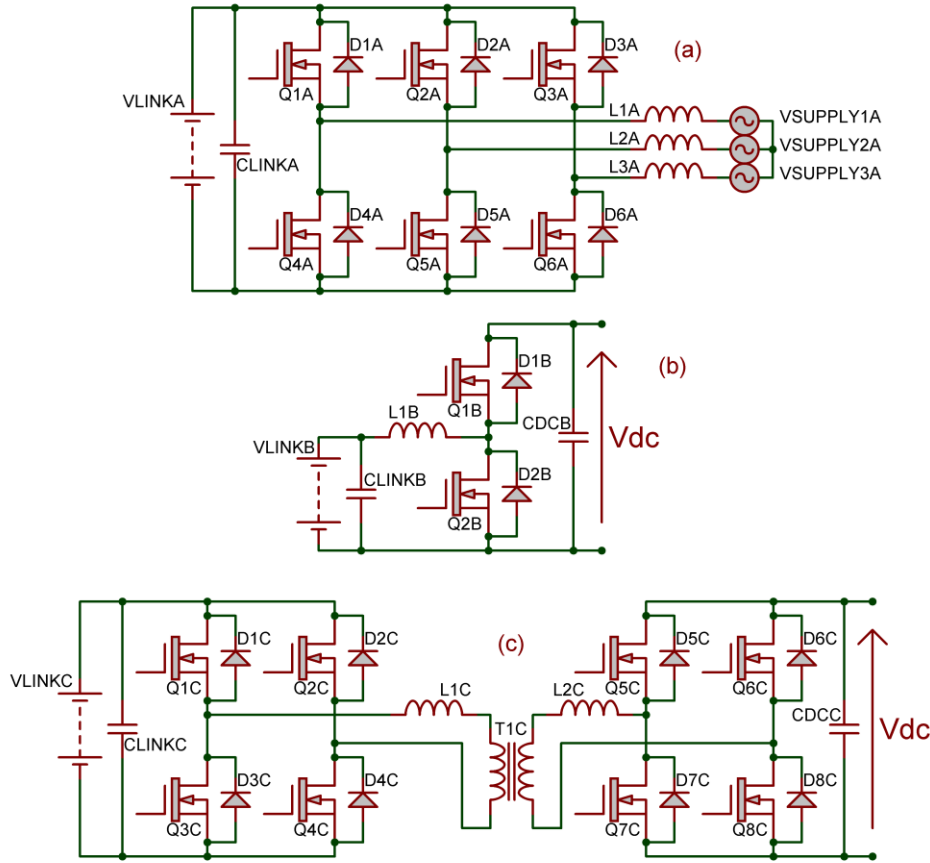 D1A
D2A
D3A
(a)
Q1A
Q2A
Q3A
VLINKA
L1A
VSUPPLY1A
CLINKA
L2A
VSUPPLY2A
L3A
VSUPPLY3A
D4A
D5A
D6A
Q4A
Q5A
Q6A
D1B
(b)
Q1B
L1B
CDCB
Vdc
VLINKB
CLINKB
D2B
Q2B
D1C
D2C
(c)
D5C
D6C
Q1C
Q2C
Q5C
Q6C
VLINKC
L1C
L2C
CDCC
Vdc
T1C
CLINKC
D3C
D4C
D7C
D8C
Q3C
Q4C
Q7C
Q8C